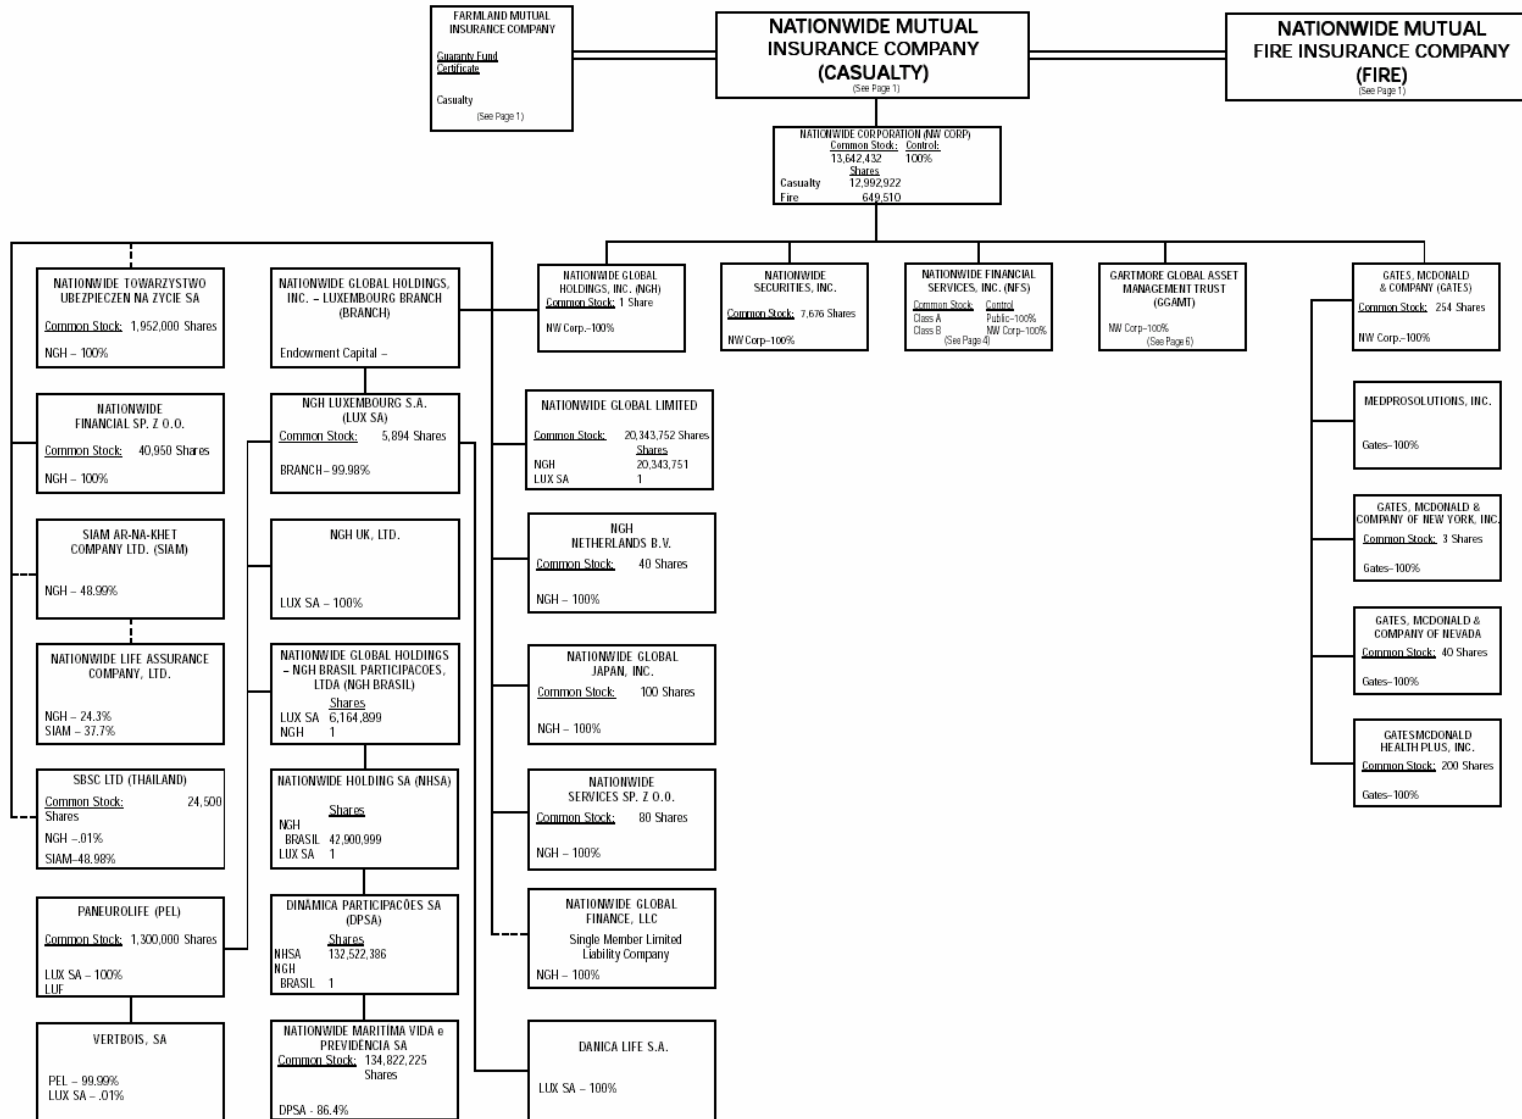 FARMLAND MUTUAL
INSURANCE COMPANY
Guaranty Fund
Certificate
Casualty
(See Page 1)
NATIONWIDE MUTUAL
INSURANCE COMPANY
(CASUALTY)
(See Page 1)
NATIONWIDE MUTUAL
FIRE INSURANCE COMPANY
(FIRE)
(See Page 1)
NATIONWIDE CORPORATION (NW CORP)
Common Stock: Control:
13,642,432 100%
Shares
Casualty 12,992,922
Fire 649,510
NATIONWIDE TOWARZYSTWO
UBEZPIECZEN NA ZYCIE SA
Common Stock: 1,952,000 Shares
NGH – 100%
NATIONWIDE GLOBAL HOLDINGS,
INC. – LUXEMBOURG BRANCH
(BRANCH)
Endowment Capital –
NATIONWIDE GLOBAL
HOLDINGS, INC. (NGH)
Common Stock: 1 Share
NW Corp.–100%
NATIONWIDE
SECURITIES, INC.
Common Stock: 7,676 Shares
NW Corp–100%
NATIONWIDE FINANCIAL
SERVICES, INC. (NFS)
Common Stock: Control
Class A Public–100%
Class B NW Corp–100%
(See Page 4)
GARTMORE GLOBAL ASSET
MANAGEMENT TRUST
(GGAMT)
NW Corp–100%
(See Page 6)
GATES, MCDONALD
& COMPANY (GATES)
Common Stock: 254 Shares
NW Corp.–100%
NATIONWIDE
FINANCIAL SP. Z O.O.
Common Stock: 40,950 Shares
NGH – 100%
NGH LUXEMBOURG S.A.
(LUX SA)
Common Stock: 5,894 Shares
BRANCH– 99.98%
NATIONWIDE GLOBAL LIMITED
Common Stock: 20,343,752 Shares
Shares
NGH 20,343,751
LUX SA 1
MEDPROSOLUTIONS, INC.
Gates–100%
SIAM AR-NA-KHET
COMPANY LTD. (SIAM)
NGH – 48.99%
NGH UK, LTD.
LUX SA – 100%
NGH
NETHERLANDS B.V.
Common Stock: 40 Shares
NGH – 100%
GATES, MCDONALD &
COMPANY OF NEW YORK, INC.
Common Stock: 3 Shares
Gates–100%
NATIONWIDE LIFE ASSURANCE
COMPANY, LTD.
NGH – 24.3%
SIAM – 37.7%
NATIONWIDE GLOBAL HOLDINGS
– NGH BRASIL PARTICIPACOES,
LTDA (NGH BRASIL)
Shares
LUX SA 6,164,899
NGH 1
NATIONWIDE GLOBAL
JAPAN, INC.
Common Stock: 100 Shares
NGH – 100%
GATES, MCDONALD &
COMPANY OF NEVADA
Common Stock: 40 Shares
Gates–100%
SBSC LTD (THAILAND)
Common Stock: 24,500
Shares
NGH –.01%
SIAM–48.98%
NATIONWIDE HOLDING SA (NHSA)
Shares
NGH
BRASIL 42,900,999
LUX SA 1
NATIONWIDE
SERVICES SP. Z O.O.
Common Stock: 80 Shares
NGH – 100%
GATESMCDONALD
HEALTH PLUS, INC.
Common Stock: 200 Shares
Gates–100%
PANEUROLIFE (PEL)
Common Stock: 1,300,000 Shares
LUX SA – 100%
LUF
DINÂMICA PARTICIPACÕES SA
(DPSA)
Shares
NHSA 132,522,386
NGH
BRASIL 1
NATIONWIDE GLOBAL
FINANCE, LLC
Single Member Limited
Liability Company
NGH – 100%
VERTBOIS, SA
PEL – 99.99%
LUX SA – .01%
NATIONWIDE MARITÍMA VIDA e
PREVIDÊNCIA SA
Common Stock: 134,822,225
Shares
DPSA - 86.4%
DANICA LIFE S.A.
LUX SA – 100%